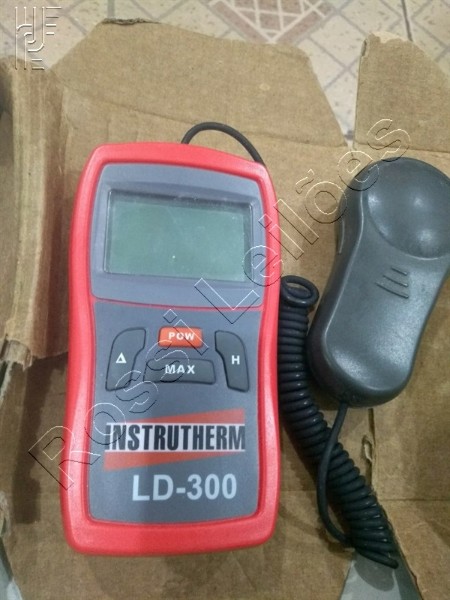 POW
Δ
MAX
H
INSTRUTHERM
LD-300
Rossi Leilões